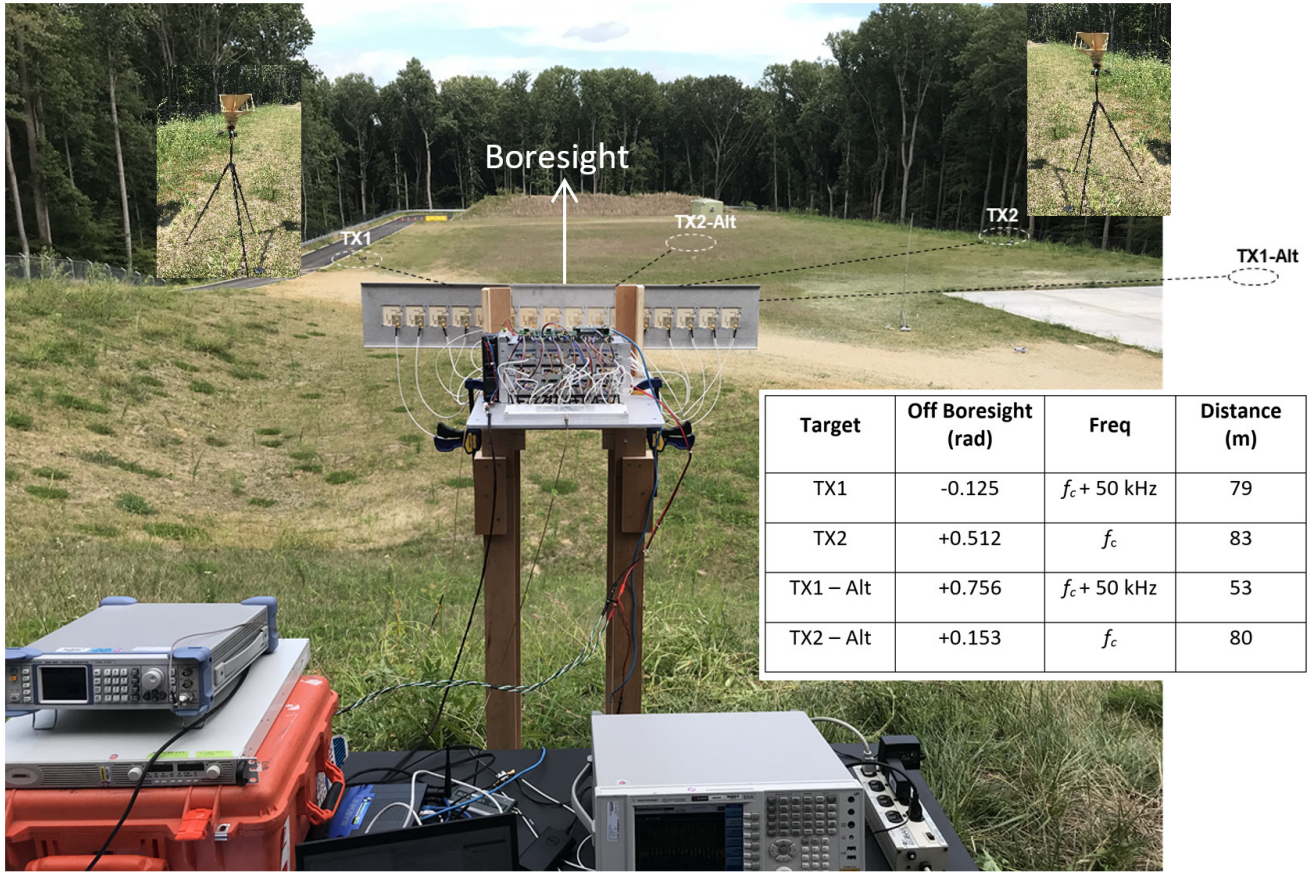 Boresight
TX1
TX2-Alt
TX2
TX1-Alt
Target Off Boresight (rad) Freq Distance (m)
TX1 -0.125 fc + 50 kHz 79
TX2 +0.512 fc 83
TX1 – Alt +0.756 fc + 50 kHz 53
TX2 – Alt +0.153 fc 80